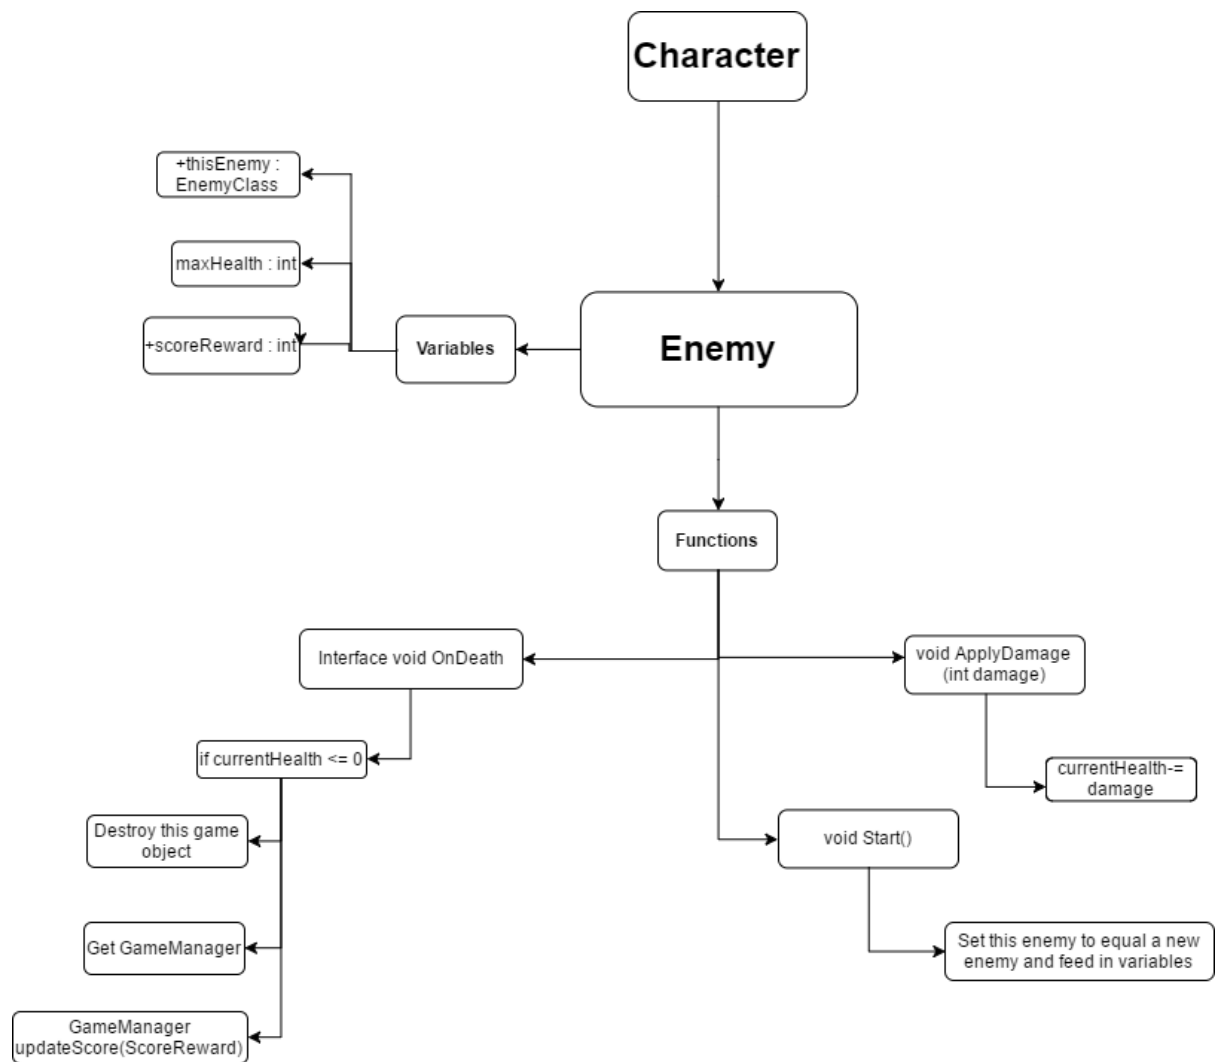 Character
+thisEnemy :
EnemyClass
maxHealth : int
+scoreReward : int
Variables
Enemy
Functions
Interface void OnDeath
void ApplyDamage
(int damage)
if currentHealth <= 0
currentHealth-=
damage
Destroy this game
object
void Start()
Get GameManager
Set this enemy to equal a new
enemy and feed in variables
GameManager
updateScore(ScoreReward)